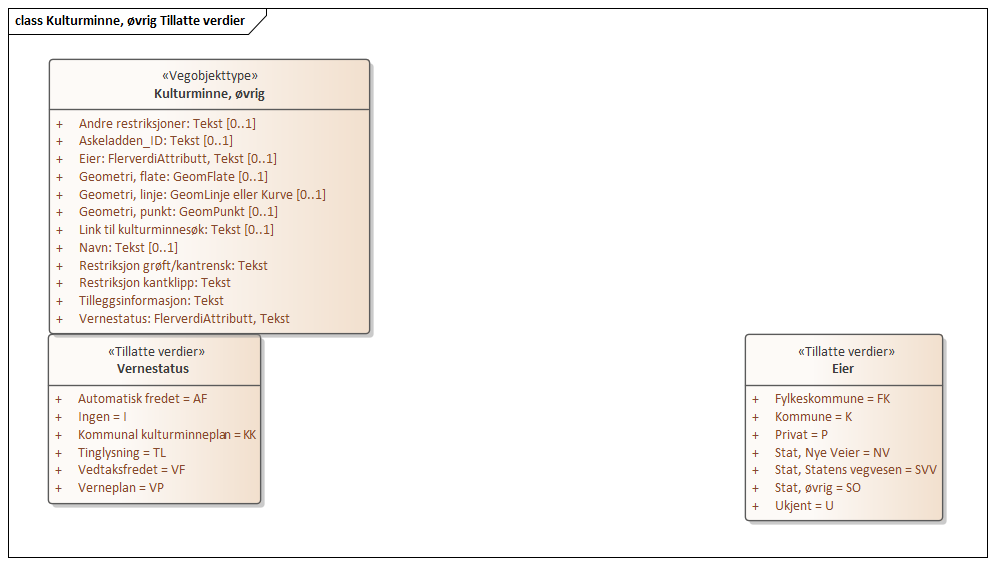 class Kulturminne, øvrig Tillatte verdier
«Vegobjekttype»
Kulturminne, øvrig
+ Andre restriksjoner: Tekst [0..1]
+ Askeladden_ID: Tekst [0..1]
+ Eier: FlerverdiAttributt, Tekst [0..1]
+ Geometri, flate: GeomFlate [0..1]
+ Geometri, linje: GeomLinje eller Kurve [0..1]
+ Geometri, punkt: GeomPunkt [0..1]
+ Link til kulturminnesøk: Tekst [0..1]
+ Navn: Tekst [0..1]
+ Restriksjon grøft/kantrensk: Tekst
+ Restriksjon kantklipp: Tekst
+ Tilleggsinformasjon: Tekst
+ Vernestatus: FlerverdiAttributt, Tekst
«Tillatte verdier»
Vernestatus
+ Automatisk fredet = AF
+ Ingen = I
+ Kommunal kulturminneplan = KK
+ Tinglysning = TL
+ Vedtaksfredet = VF
+ Verneplan = VP
«Tillatte verdier»
Eier
+ Fylkeskommune = FK
+ Kommune = K
+ Privat = P
+ Stat, Nye Veier = NV
+ Stat, Statens vegvesen = SVV
+ Stat, øvrig = SO
+ Ukjent = U